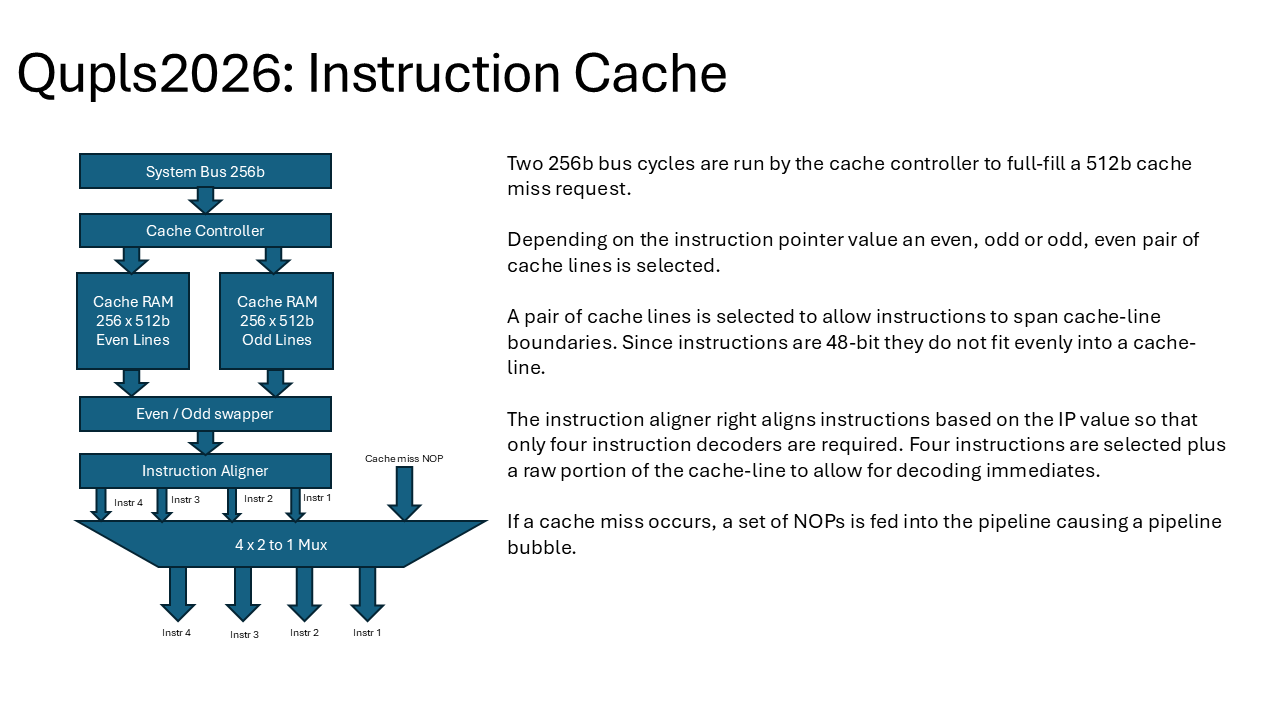 Qupls2026: Instruction Cache
System Bus 256b
Cache Controller
Cache RAM
256 x 512b
Even Lines
Cache RAM
256 x 512b
Odd Lines
Even / Odd swapper
Instruction Aligner
Cache miss NOP
Instr 4
Instr 3
Instr 2
Instr 1
4 x 2 to 1 Mux
Instr 4
Instr 3
Instr 2
Instr 1
Two 256b bus cycles are run by the cache controller to full-fill a 512b cache
miss request.
Depending on the instruction pointer value an even, odd or odd, even pair of
cache lines is selected.
A pair of cache lines is selected to allow instructions to span cache-line
boundaries. Since instructions are 48-bit they do not fit evenly into a cache-
line.
The instruction aligner right aligns instructions based on the IP value so that
only four instruction decoders are required. Four instructions are selected plus
a raw portion of the cache-line to allow for decoding immediates.
If a cache miss occurs, a set of NOPs is fed into the pipeline causing a pipeline
bubble.